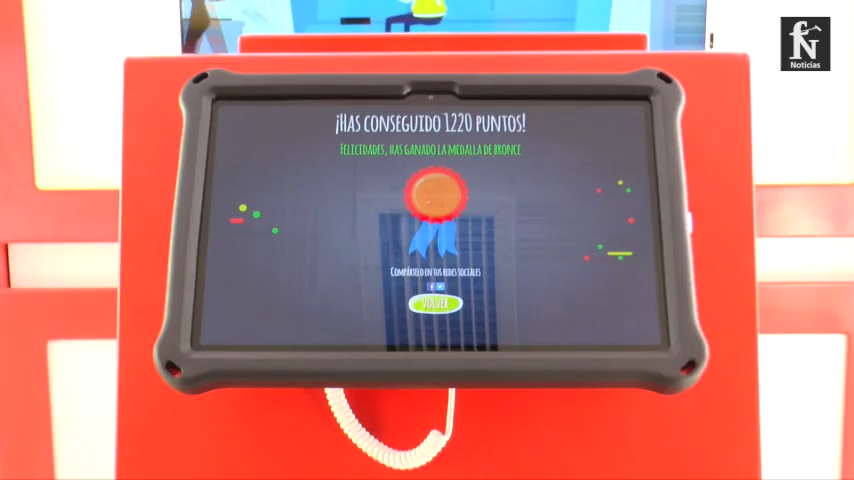 fN
Noticias
¡HAS CONSEGUIDO 1220 PUNTOS!
FELICIDADES, HAS GANADO LA MEDALLA DE BRONCE
COMPÁRTELO EN TUS REDES SOCIALES
VOLVER